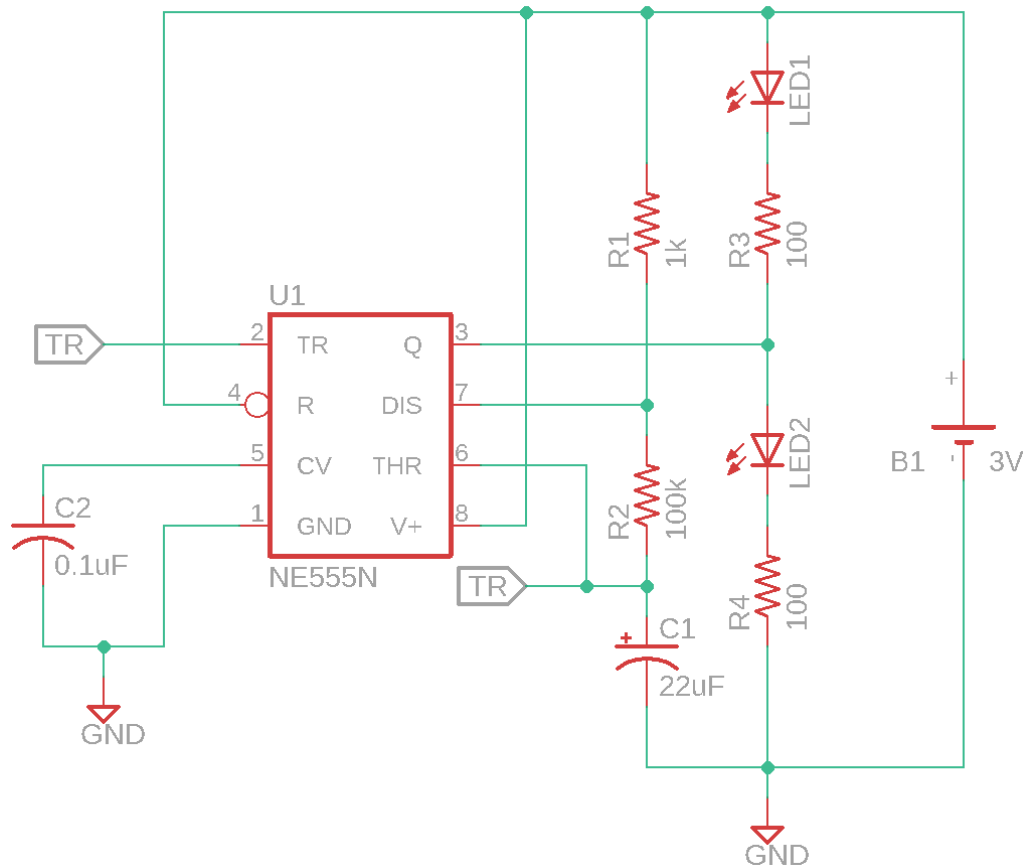 LED1
R1
1k
R3
100
U1
TR
2
TR
Q
3
4
R
DIS
7
5
CV
THR
6
1
GND
V+
8
NE555N
C2
0.1uF
GND
R2
100k
TR
C1
+
22uF
LED2
R4
100
+
B1
-
3V
GND